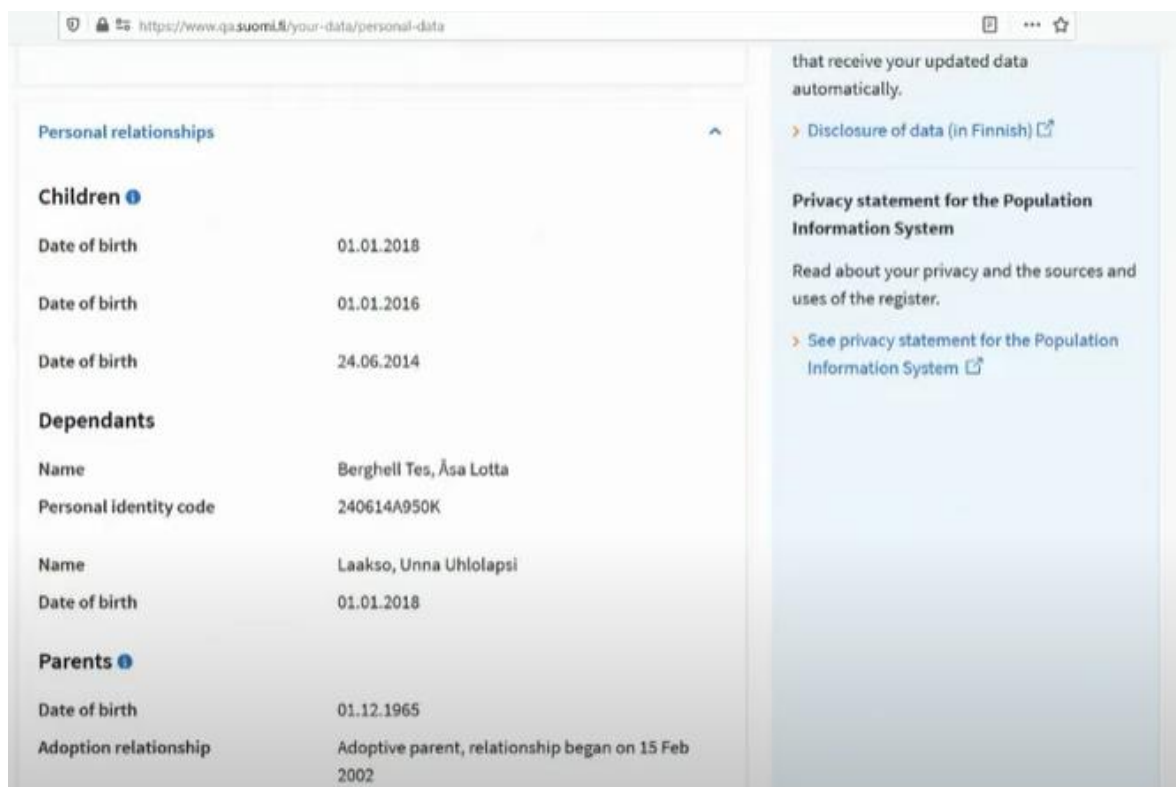 https://www.qa.suomi.fi/your-data/personal-data
Personal relationships
Children
Date of birth 01.01.2018
Date of birth 01.01.2016
Date of birth 24.06.2014
Dependants
Name Berghell Tes, Åsa Lotta
Personal identity code 240614A950K
Name Laakso, Unna Uhlolapsi
Date of birth 01.01.2018
Parents
Date of birth 01.12.1965
Adoption relationship Adoptive parent, relationship began on 15 Feb
2002
that receive your updated data
automatically.
Disclosure of data (in Finnish)
Privacy statement for the Population
Information System
Read about your privacy and the sources and
uses of the register.
See privacy statement for the Population
Information System